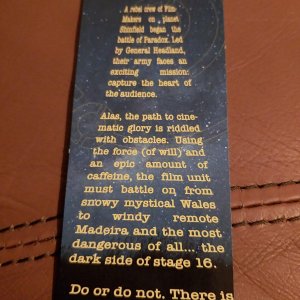 A rebel crew of Film
Makers on planet
Shinfield began the
battle of Paradox. Led
by General Headland,
their army faces an
exciting mission:
capture the heart of
the audience.
Alas, the path to cine-
matic glory is riddled
with obstacles. Using
the force (of will) and
an epic amount of
caffeine, the film unit
must battle on from
snowy mystical Wales
to windy remote
Madeira and the most
dangerous of all... the
dark side of stage 16.
Do or do not. There is